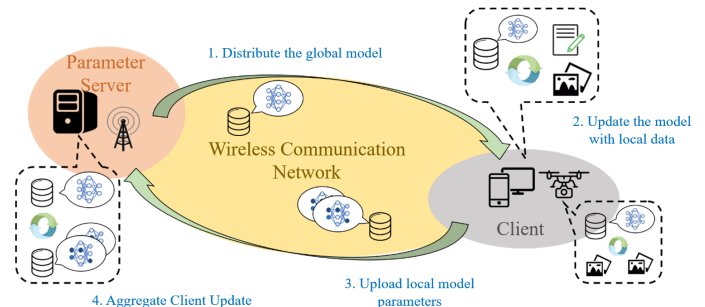 1. Distribute the global model
Parameter
Server
2. Update the model
with local data
Wireless Communication
Network
Client
3. Upload local model
parameters
4. Aggregate Client Update